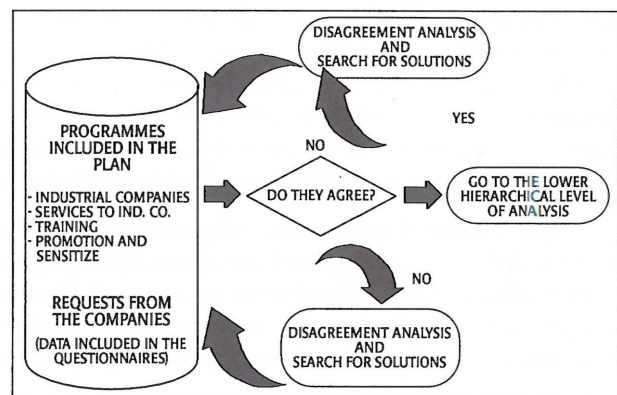 DISAGREEMENT ANALYSIS
AND
SEARCH FOR SOLUTIONS
PROGRAMMES
INCLUDED IN THE
PLAN
- INDUSTRIAL COMPANIES
- SERVICES TO IND. CO.
- TRAINING
- PROMOTION AND
SENSITIZE
REQUESTS FROM
THE COMPANIES
(DATA INCLUDED IN THE
QUESTIONNAIRES)
YES
NO
DO THEY AGREE?
GO TO THE LOWER
HIERARCHICAL LEVEL
OF ANALYSIS
NO
DISAGREEMENT ANALYSIS
AND
SEARCH FOR SOLUTIONS